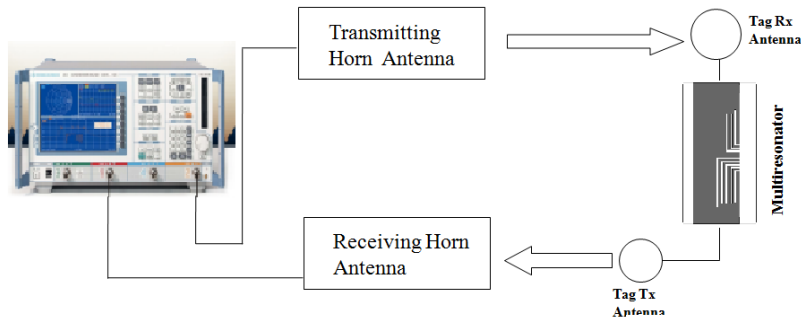 Transmitting
Horn Antenna
Tag Rx
Antenna
Multiresonator
Receiving Horn
Antenna
Tag Tx
Antenna